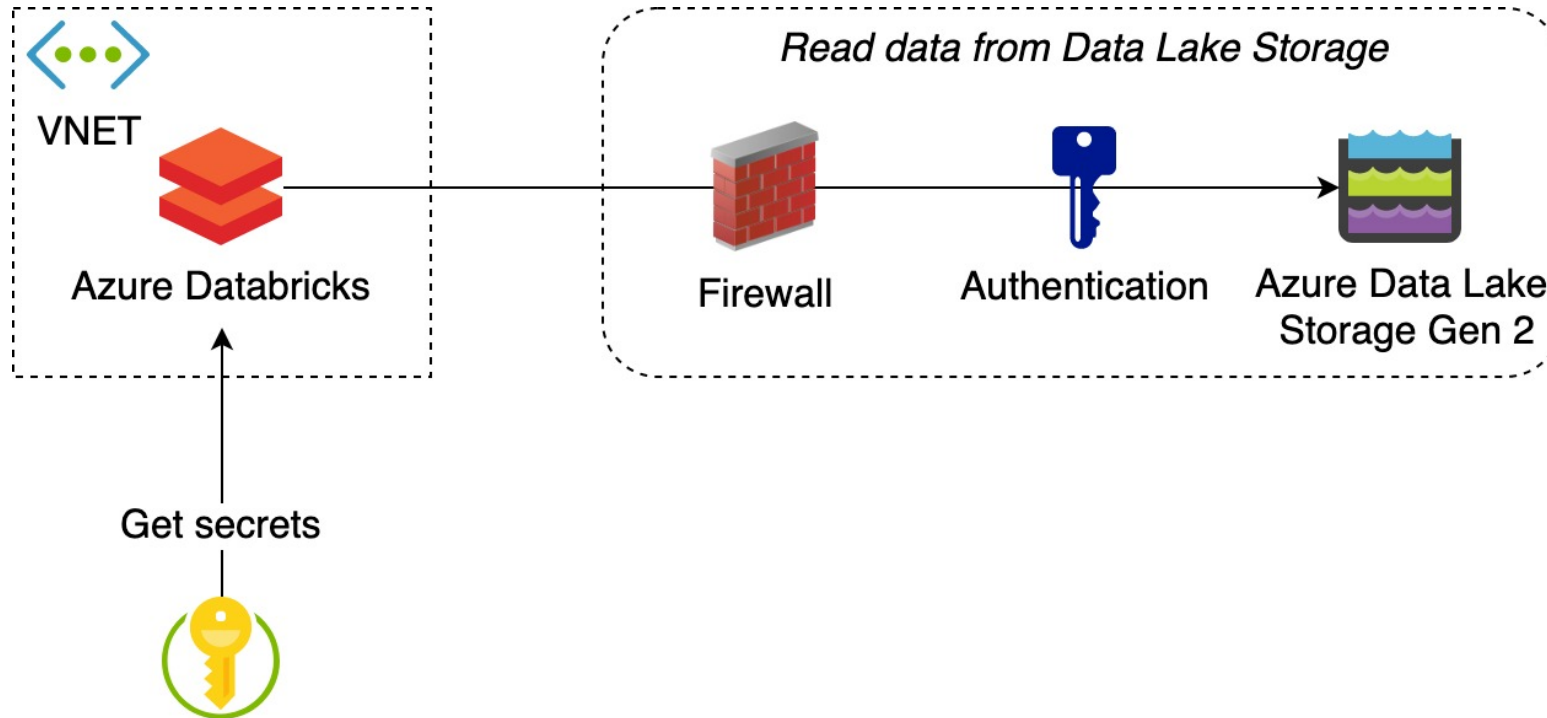 Read data from Data Lake Storage
VNET
Azure Databricks
Firewall
Authentication
Azure Data Lake
Storage Gen 2
Get secrets